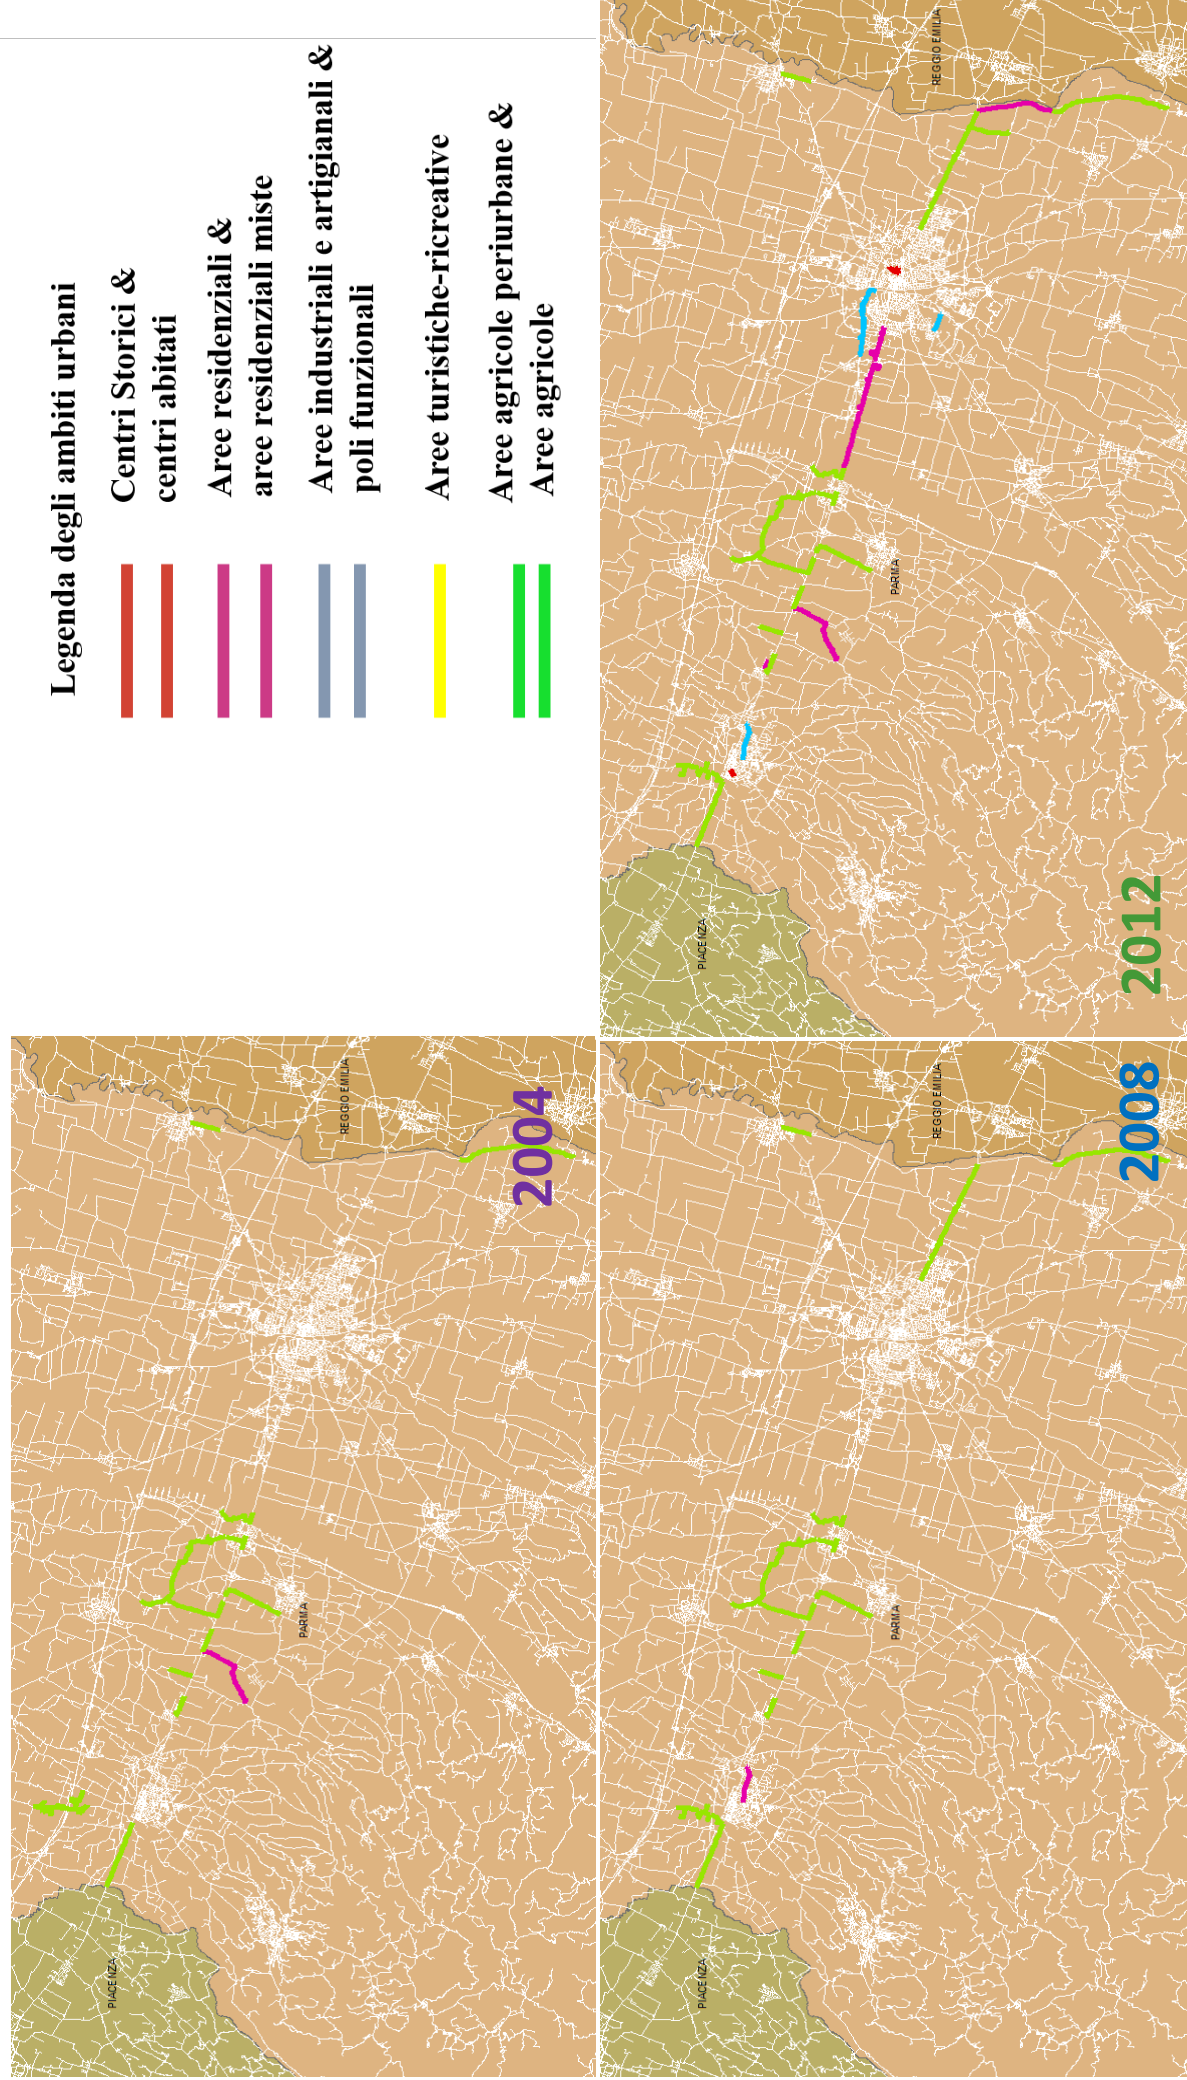 Legenda degli ambiti urbani
Centri Storici &
centri abitati
Aree residenziali &
aree residenziali miste
Aree industriali e artigianali &
poli funzionali
Aree turistiche-ricreative
Aree agricole periurbane &
Aree agricole
REGGIO EMILIA
PARMA
PIACENZA
2012
REGGIO EMILIA
PARMA
PIACENZA
2004
REGGIO EMILIA
PARMA
PIACENZA
2008